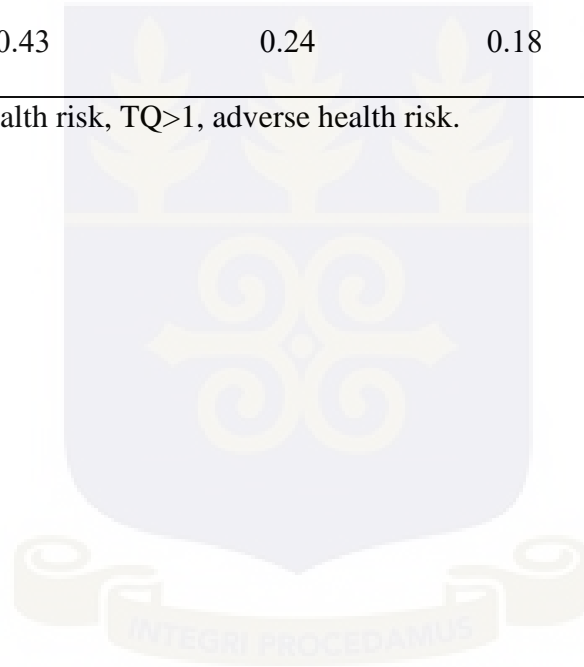 0.43 0.24 0.18
alth risk, TQ>1, adverse health risk.
INTEGRI PROCEDAMUS